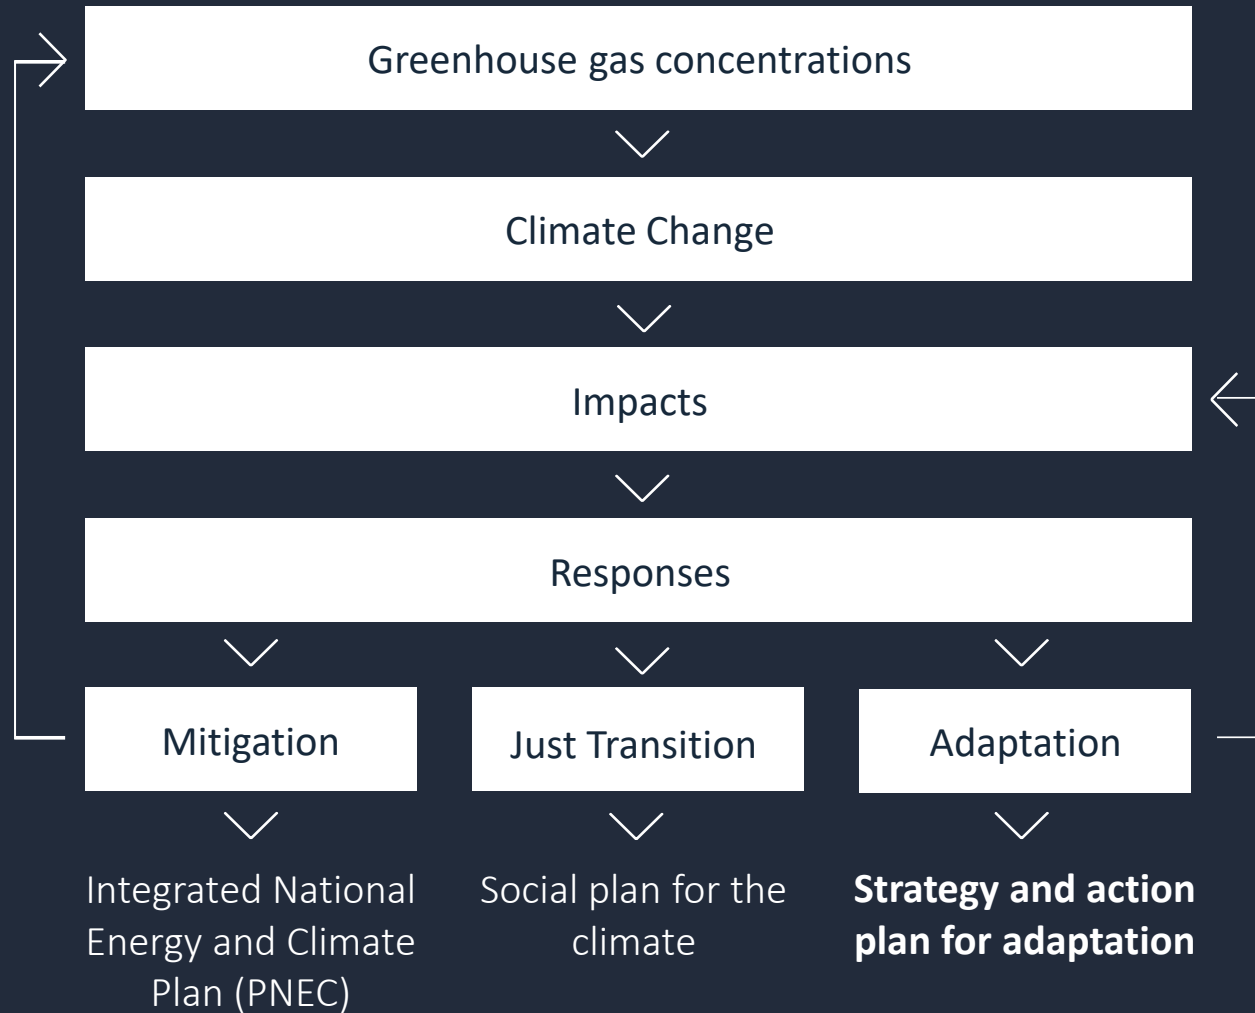 Greenhouse gas concentrations
Climate Change
Impacts
Responses
Mitigation
Just Transition
Adaptation
Integrated National
Energy and Climate
Plan (PNEC)
Social plan for the
climate
Strategy and action
plan for adaptation